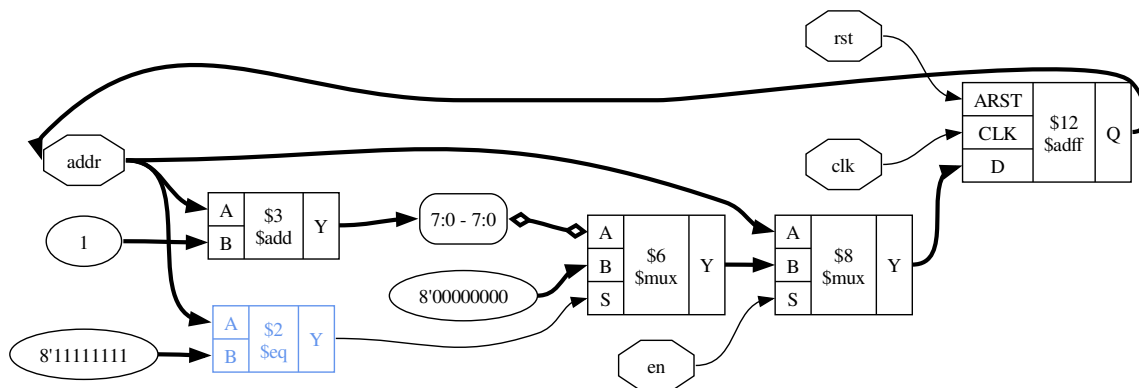 rst
ARST
CLK
D
$12
$adff
Q
clk
addr
A
B
$3
$add
Y
7:0 - 7:0
1
A
B
S
$6
$mux
Y
A
B
S
$8
$mux
Y
8'00000000
A
B
$2
$eq
Y
8'11111111
en